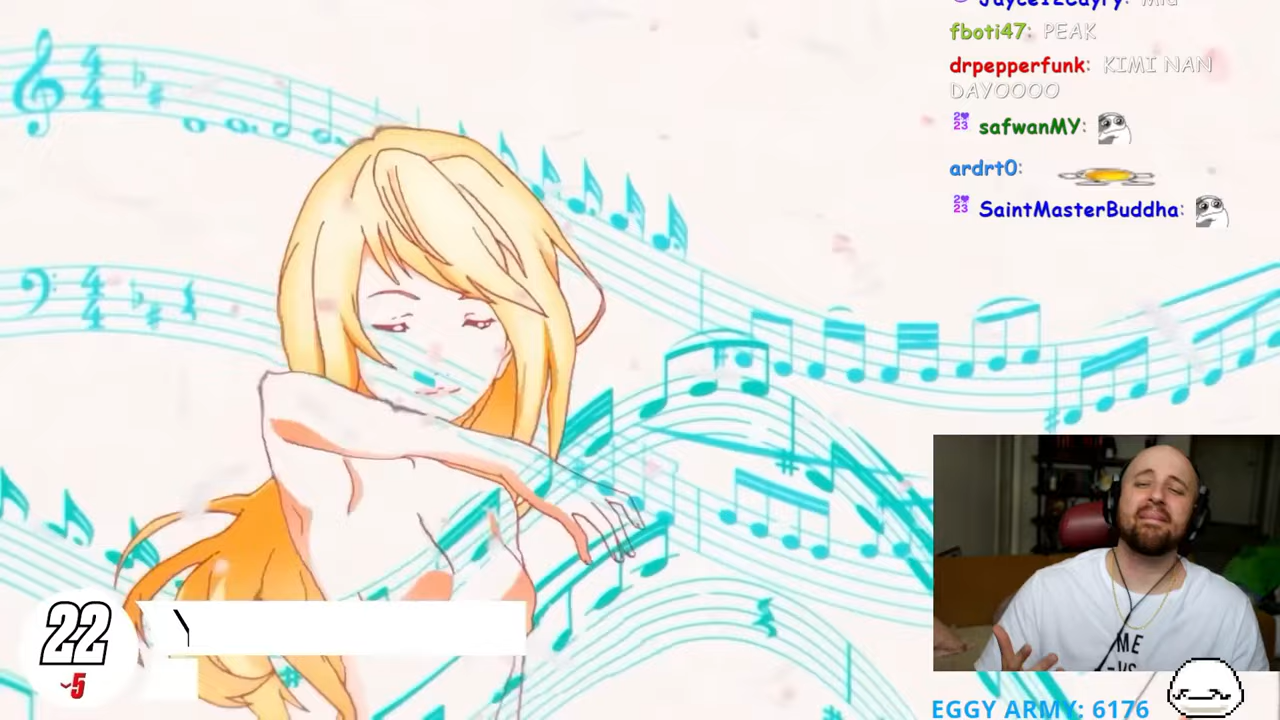 fboti47: PEAK
drpepperfunk: KIMI NAN
DAYOOOO
safwanMY:
ardrt0:
SaintMasterBuddha:
22
~5
ME
EGGY ARMY: 6176